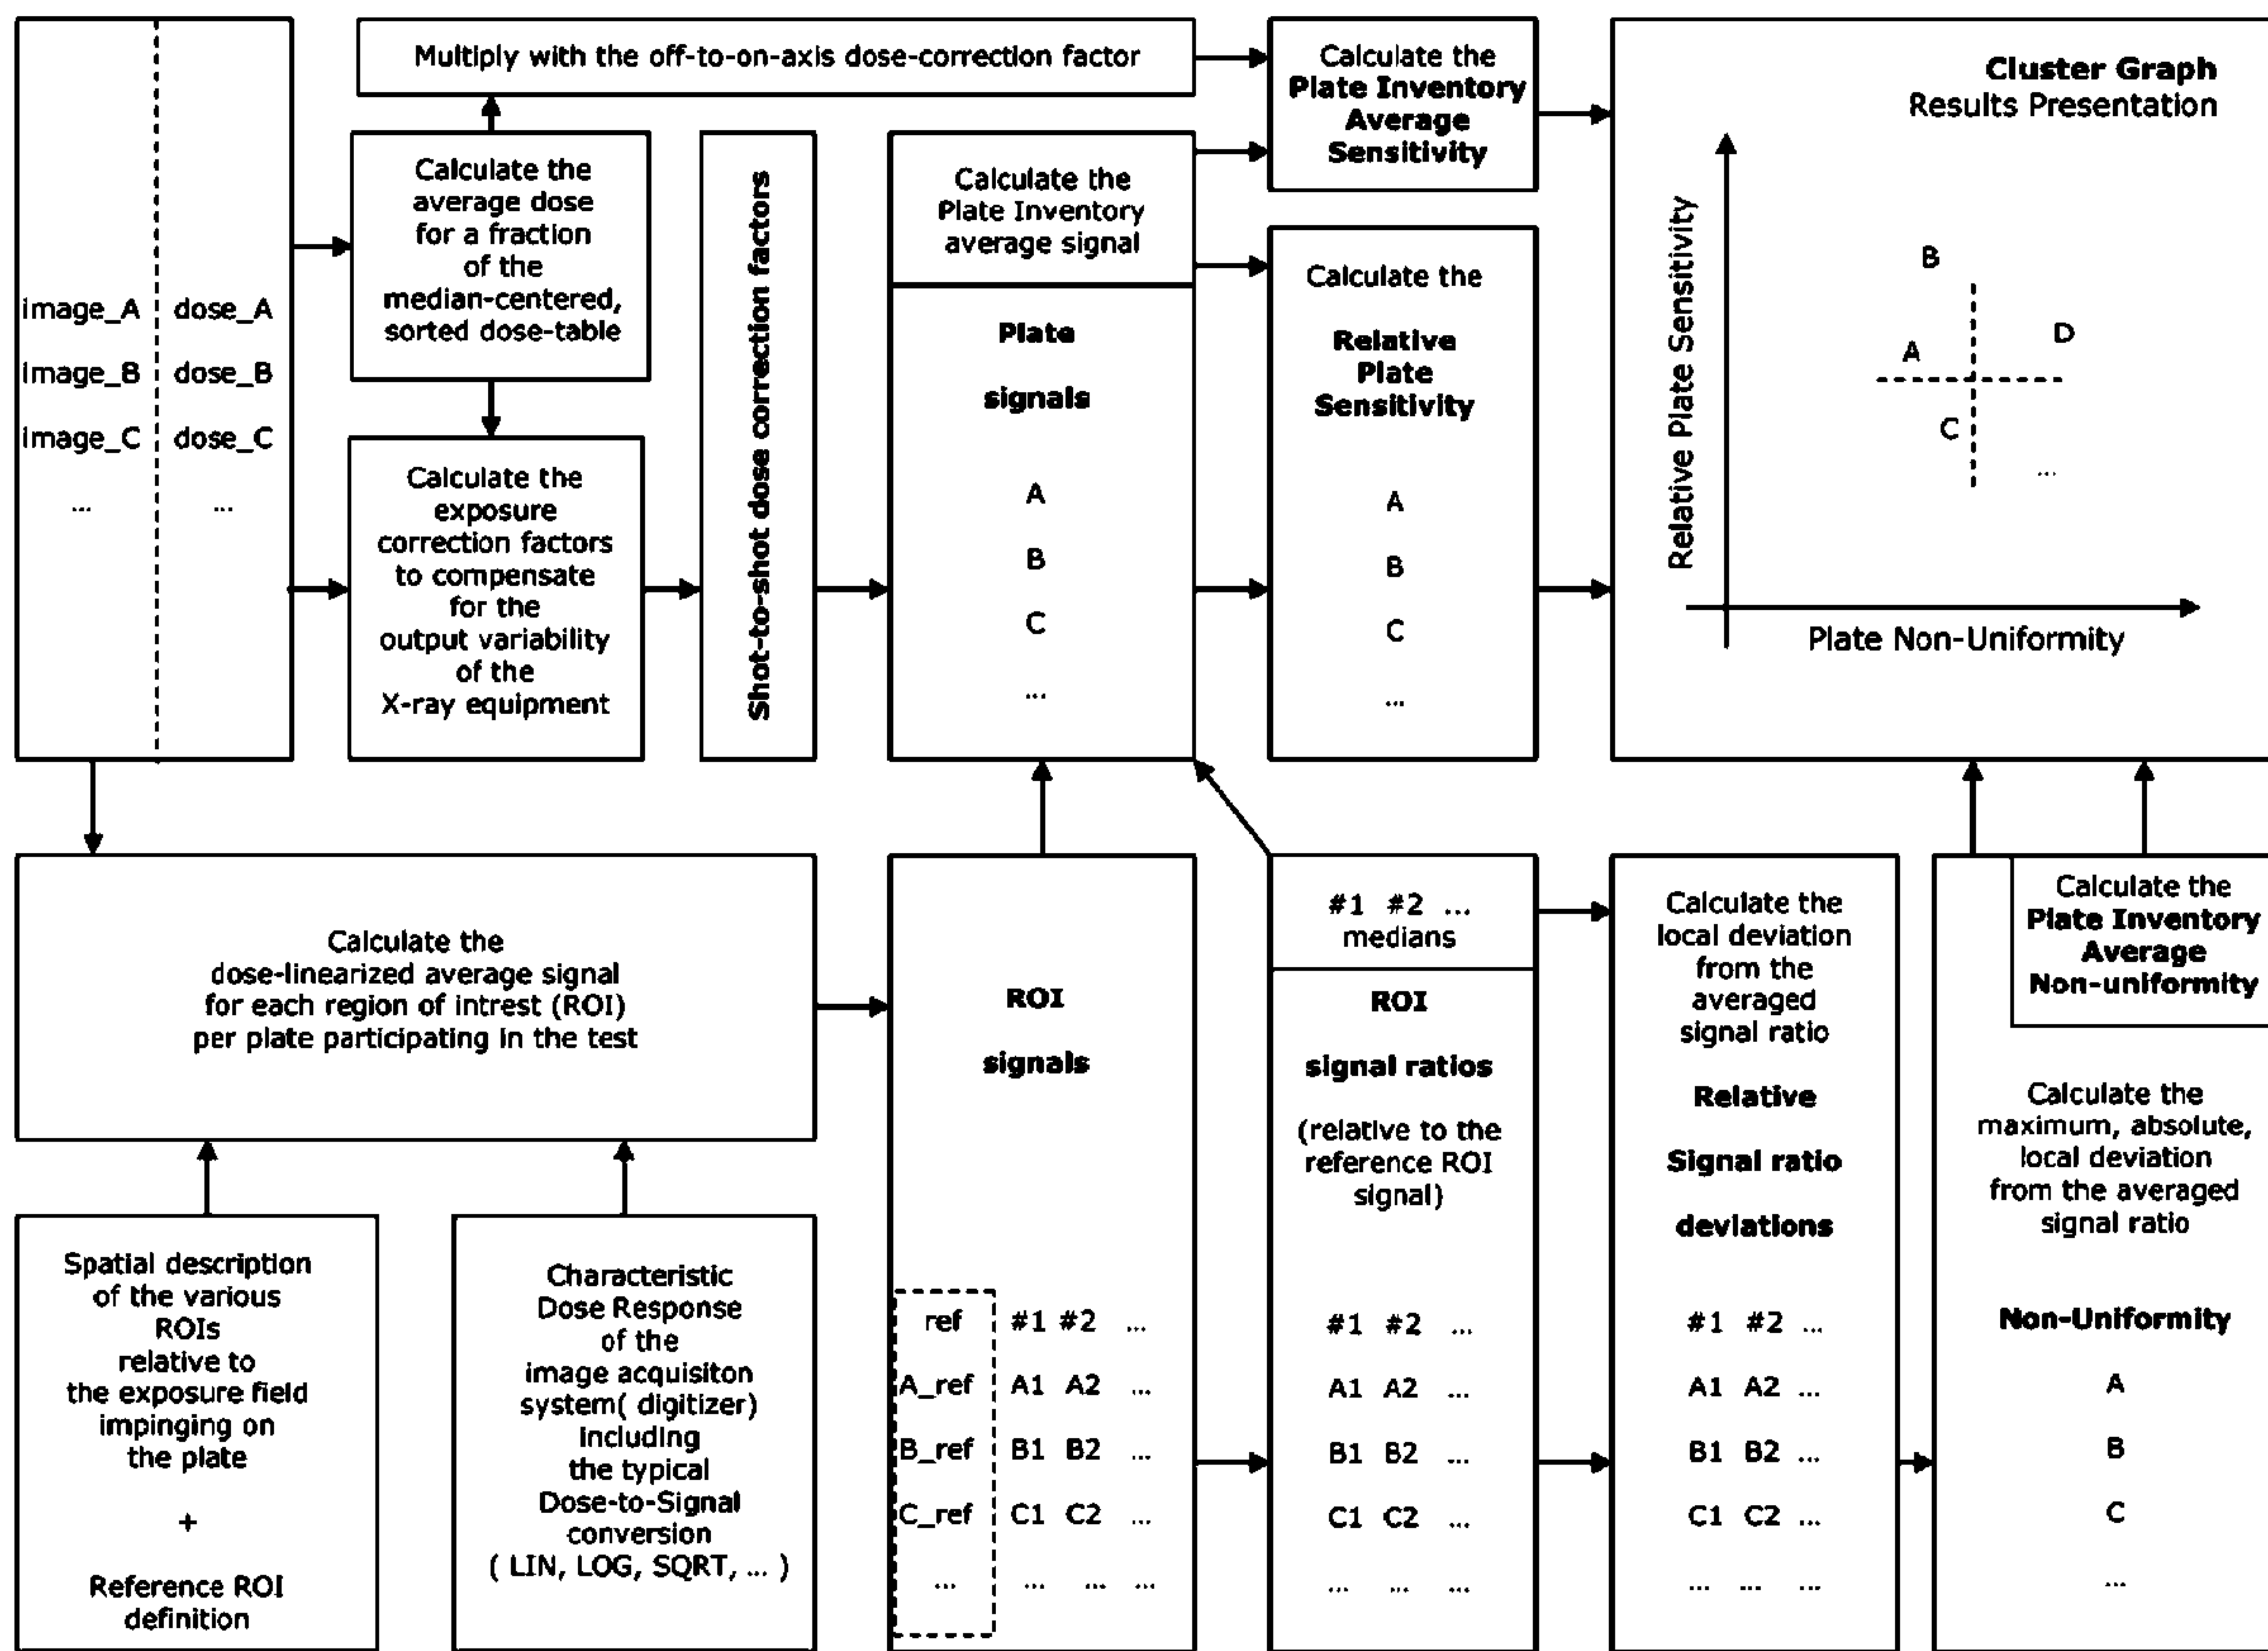 image_A dose_A
image_B dose_B
image_C dose_C
... ...
Multiply with the off-to-on-axis dose-correction factor
Calculate the
average dose
for a fraction
of the
median-centered,
sorted dose-table
Calculate the
exposure
correction factors
to compensate
for the
output variability
of the
X-ray equipment
Shot-to-shot dose correction factors
Calculate the
Plate Inventory
average signal
Plate
signals
A
B
C
...
Calculate the
Plate Inventory
Average
Sensitivity
Calculate the
Relative
Plate
Sensitivity
A
B
C
...
Cluster Graph
Results Presentation
Relative Plate Sensitivity
B
D
A
C
...
Plate Non-Uniformity
Calculate the
dose-linearized average signal
for each region of intrest (ROI)
per plate participating in the test
Spatial description
of the various
ROIs
relative to
the exposure field
impinging on
the plate
+
Reference ROI
definition
Characteristic
Dose Response
of the
image acquisiton
system( digitizer)
including
the typical
Dose-to-Signal
conversion
( LIN, LOG, SQRT, ... )
ROI
signals
ref #1 #2 ...
A_ref A1 A2 ...
B_ref B1 B2 ...
C_ref C1 C2 ...
... ... ... ...
#1 #2 ...
medians
ROI
signal ratios
(relative to the
reference ROI
signal)
#1 #2 ...
A1 A2 ...
B1 B2 ...
C1 C2 ...
... ... ...
Calculate the
local deviation
from the
averaged
signal ratio
Relative
Signal ratio
deviations
#1 #2 ...
A1 A2 ...
B1 B2 ...
C1 C2 ...
... ... ...
Calculate the
Plate Inventory
Average
Non-uniformity
Calculate the
maximum, absolute,
local deviation
from the averaged
signal ratio
Non-Uniformity
A
B
C
...